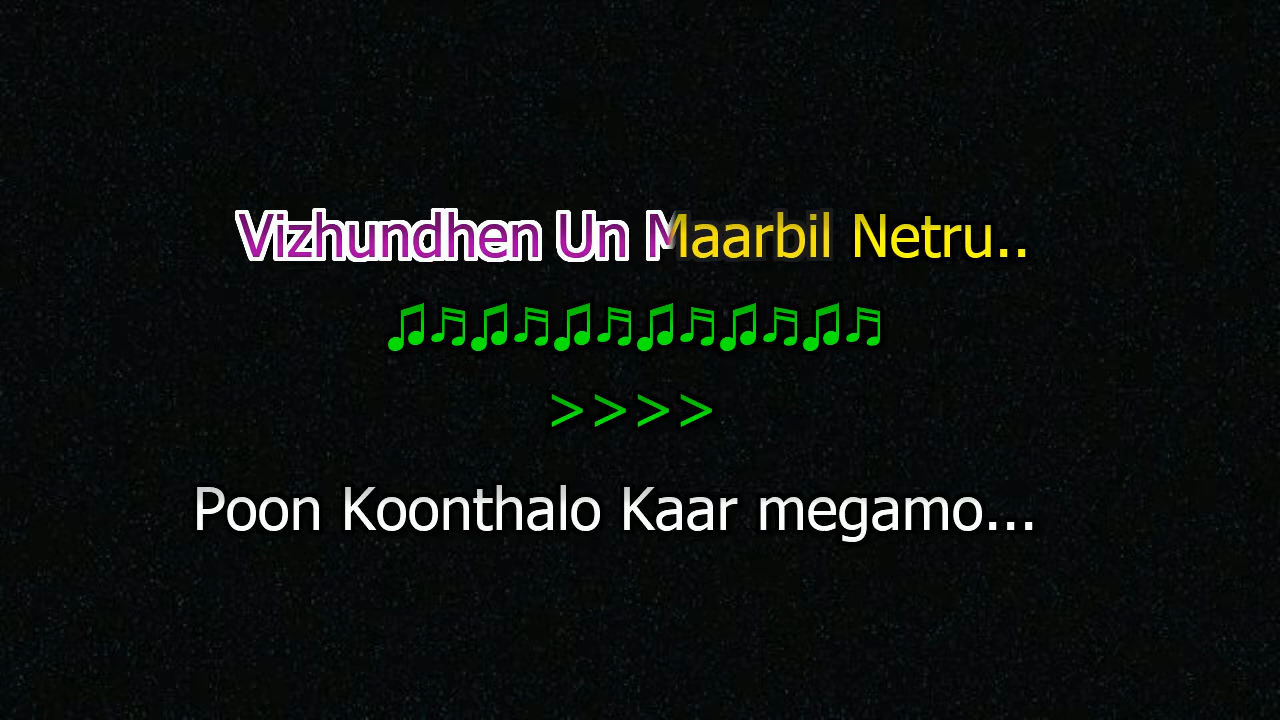 Vizhundhen Un Maarbil Netru..
♫♬♫♬♫♬♫♬♫♬♫♬
>>>>
Poon Koonthalo Kaar megamo...